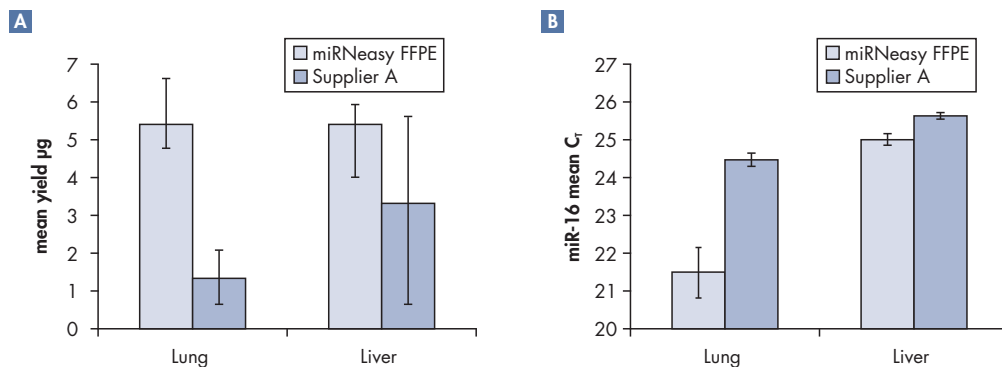 A
miRNeasy FFPE
Supplier A
7
6
5
4
3
2
1
0
mean yield µg
Lung
Liver
B
miRNeasy FFPE
Supplier A
27
26
25
24
23
22
21
20
miR-16 mean CT
Lung
Liver